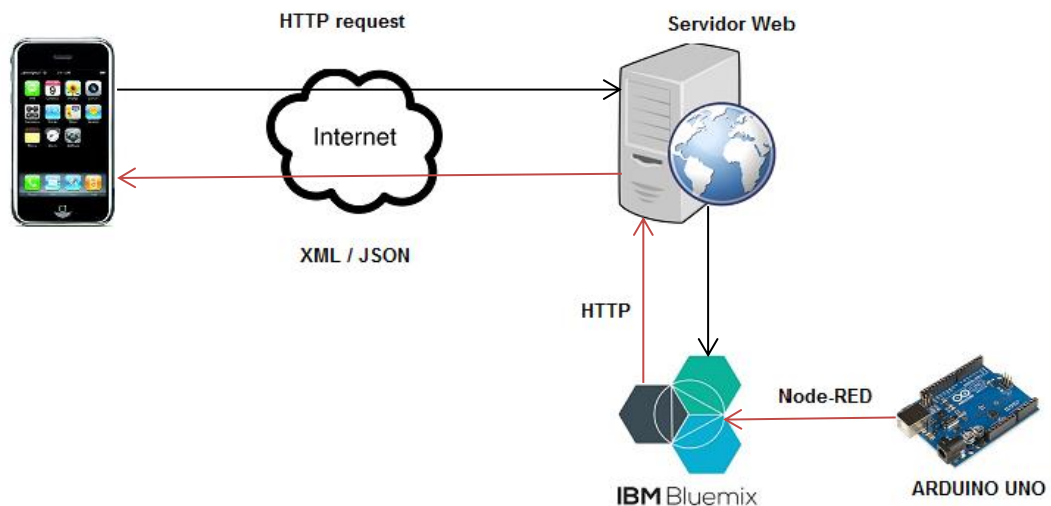 HTTP request
Servidor Web
Internet
XML / JSON
HTTP
Node-RED
IBM Bluemix
ARDUINO UNO